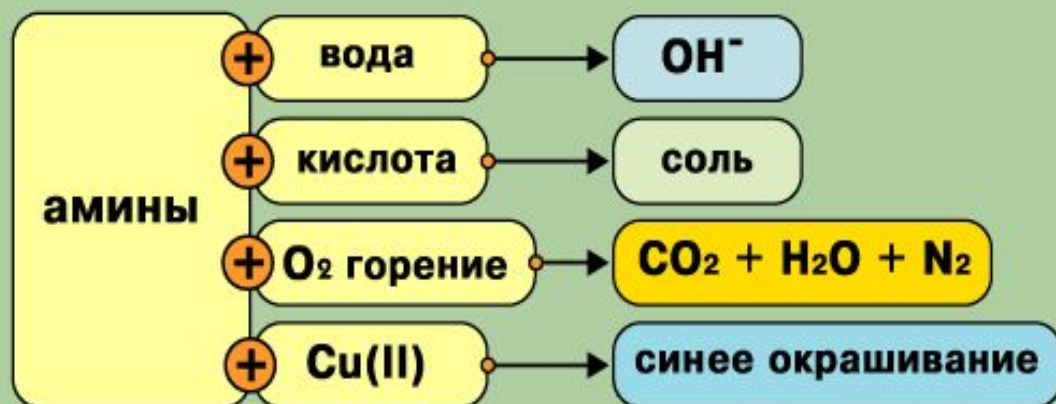 амины
+ вода → OH⁻
+ кислота → соль
+ O₂ горение → CO₂ + H₂O + N₂
+ Cu(II) → синее окрашивание